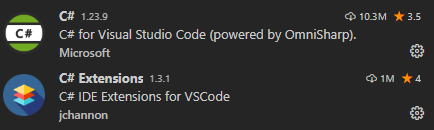 C# 1.23.9 10.3M ★ 3.5
C# C# for Visual Studio Code (powered by OmniSharp).
Microsoft
C# Extensions 1.3.1 1M ★ 4
C# IDE Extensions for VSCode
jchannon